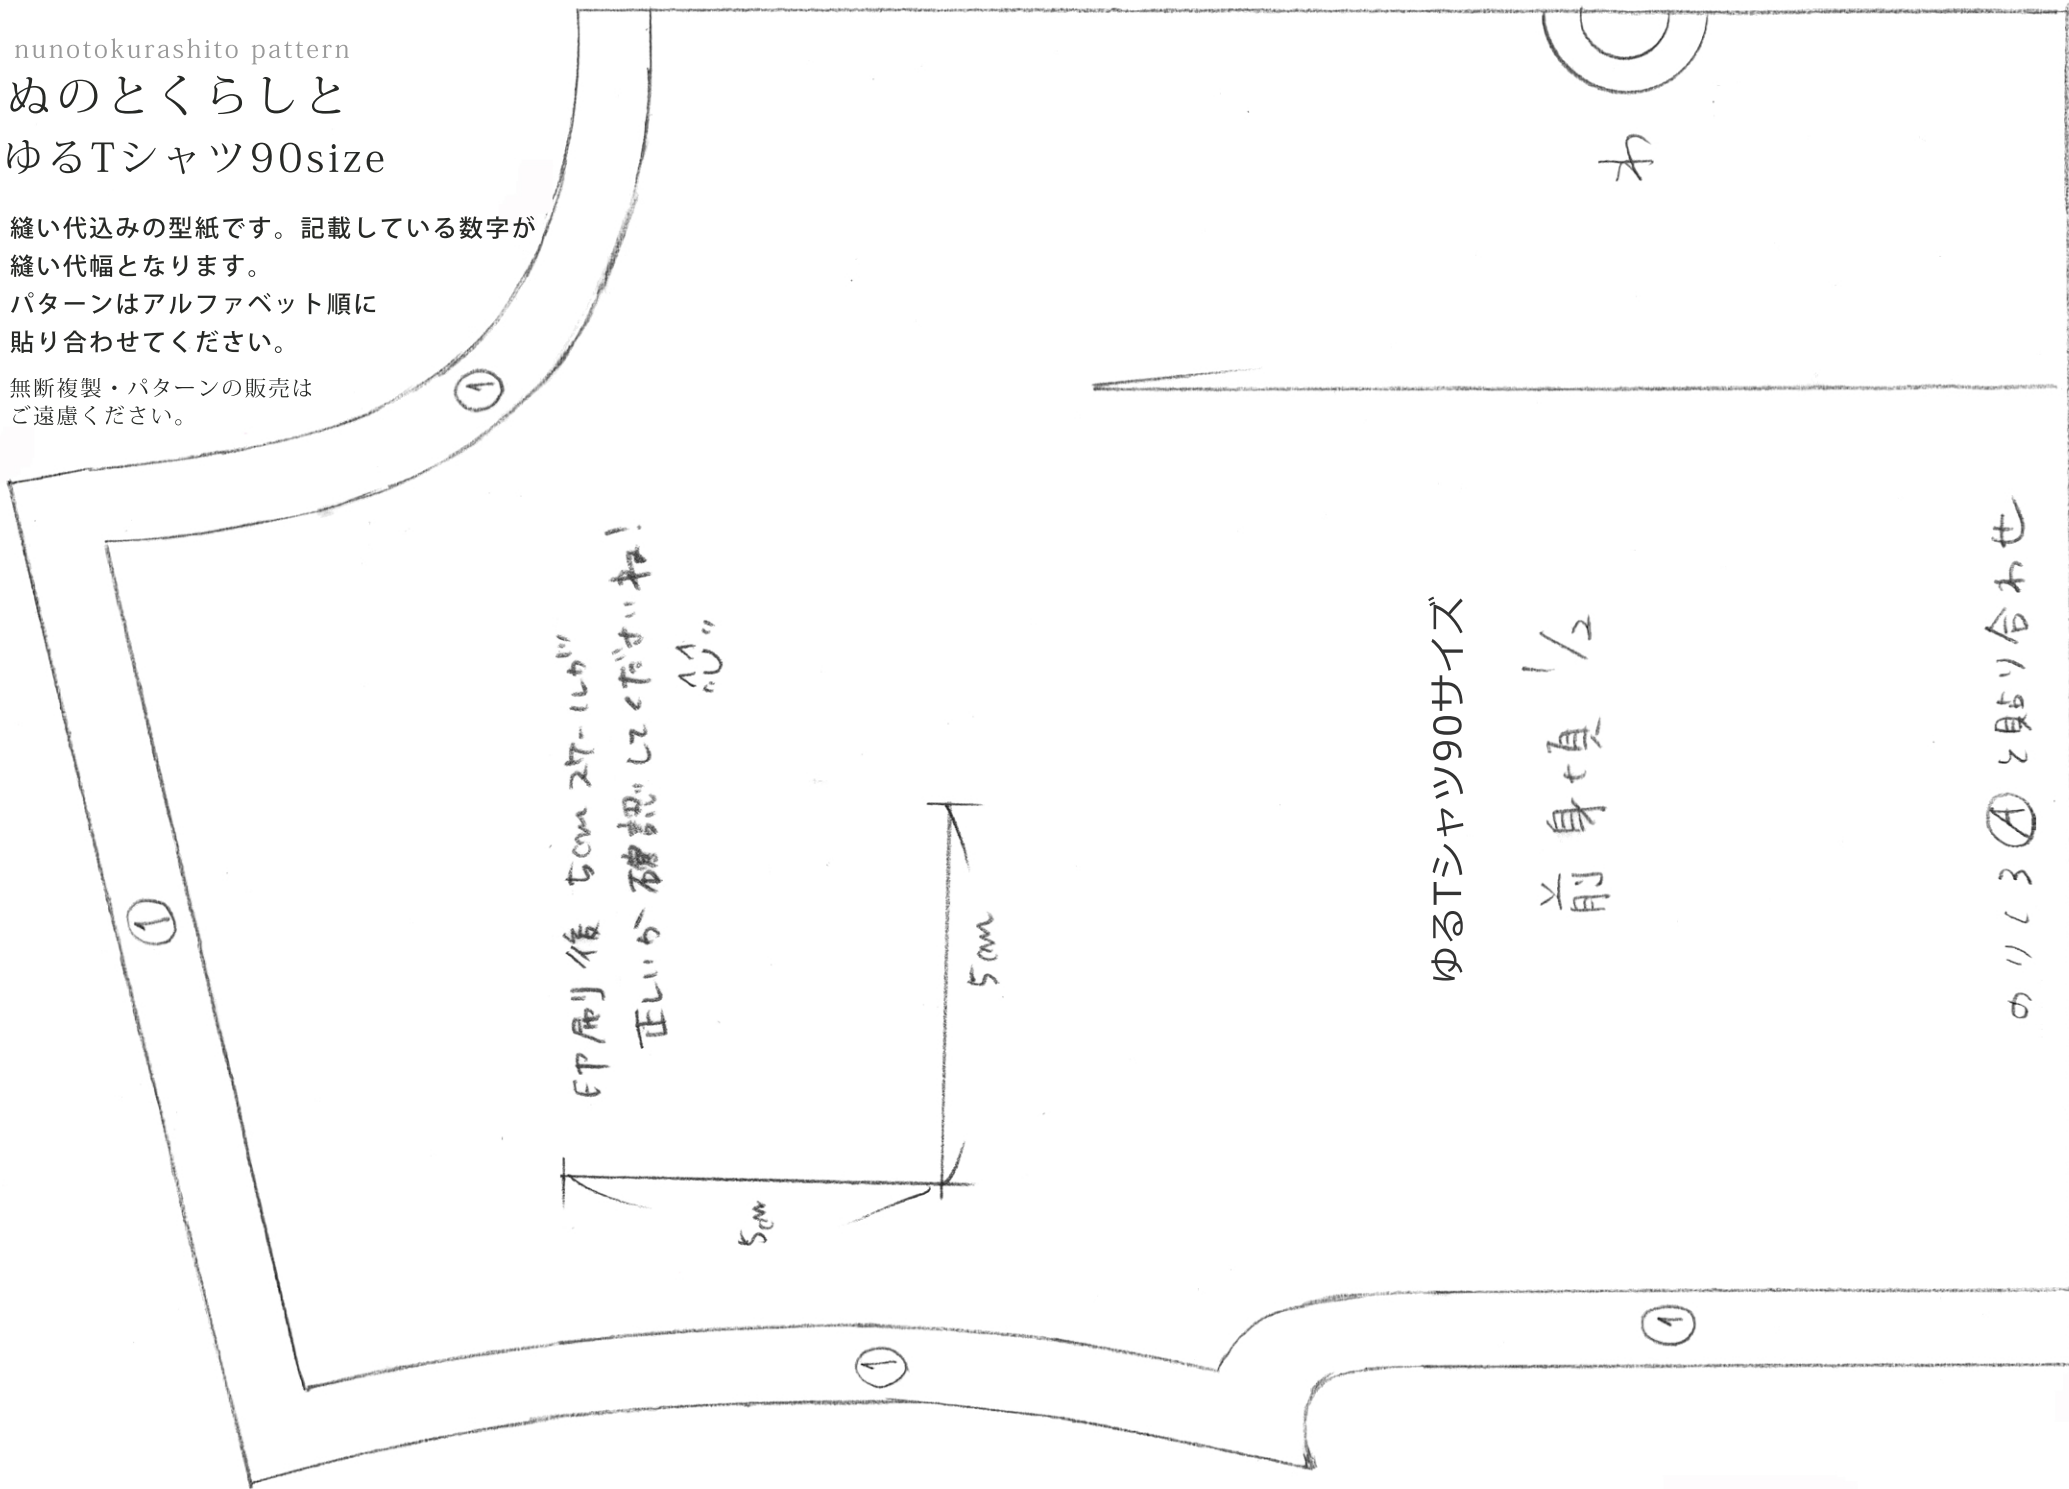 nunotokurashito pattern
ぬのとくらしと
ゆるTシャツ90size
縫い代込みの型紙です。記載している数字が
縫い代幅となります。
パターンはアルファベット順に
貼り合わせてください。
無断複製・パターンの販売は
ご遠慮ください。
わ
①
①
印刷後 5cmスケールが
正しいか確認してくださいね!
5cm
5cm
①
ゆるTシャツ90サイズ
前身頃 1/2
①
のりしろ Ⓐと貼り合わせ